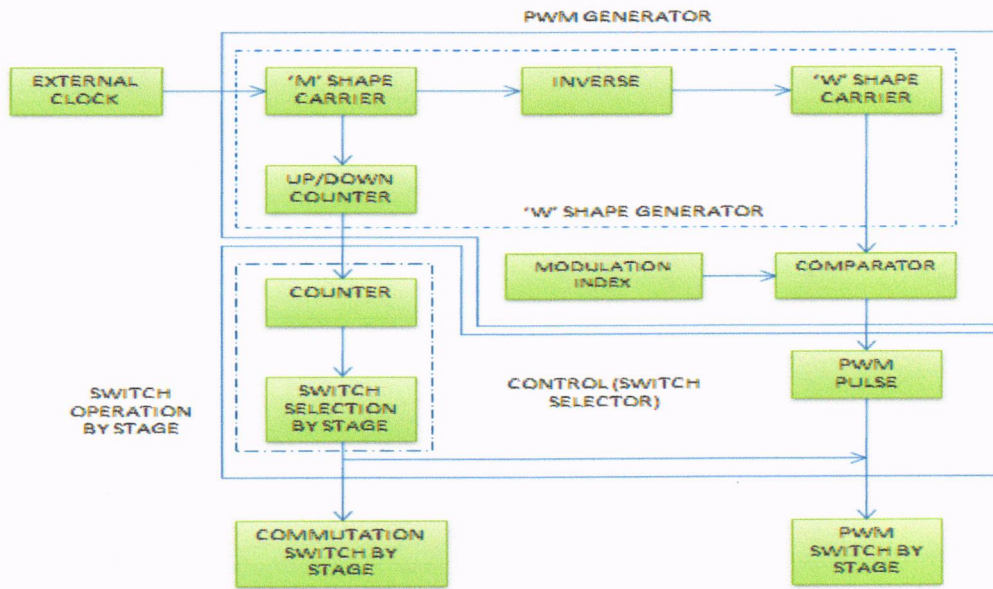 PWM GENERATOR
EXTERNAL
CLOCK
'M' SHAPE
CARRIER
INVERSE
'W' SHAPE
CARRIER
UP/DOWN
COUNTER
'W' SHAPE GENERATOR
COUNTER
MODULATION
INDEX
COMPARATOR
SWITCH
OPERATION
BY STAGE
SWITCH
SELECTION
BY STAGE
CONTROL (SWITCH
SELECTOR)
PWM
PULSE
COMMUTATION
SWITCH BY
STAGE
PWM
SWITCH BY
STAGE